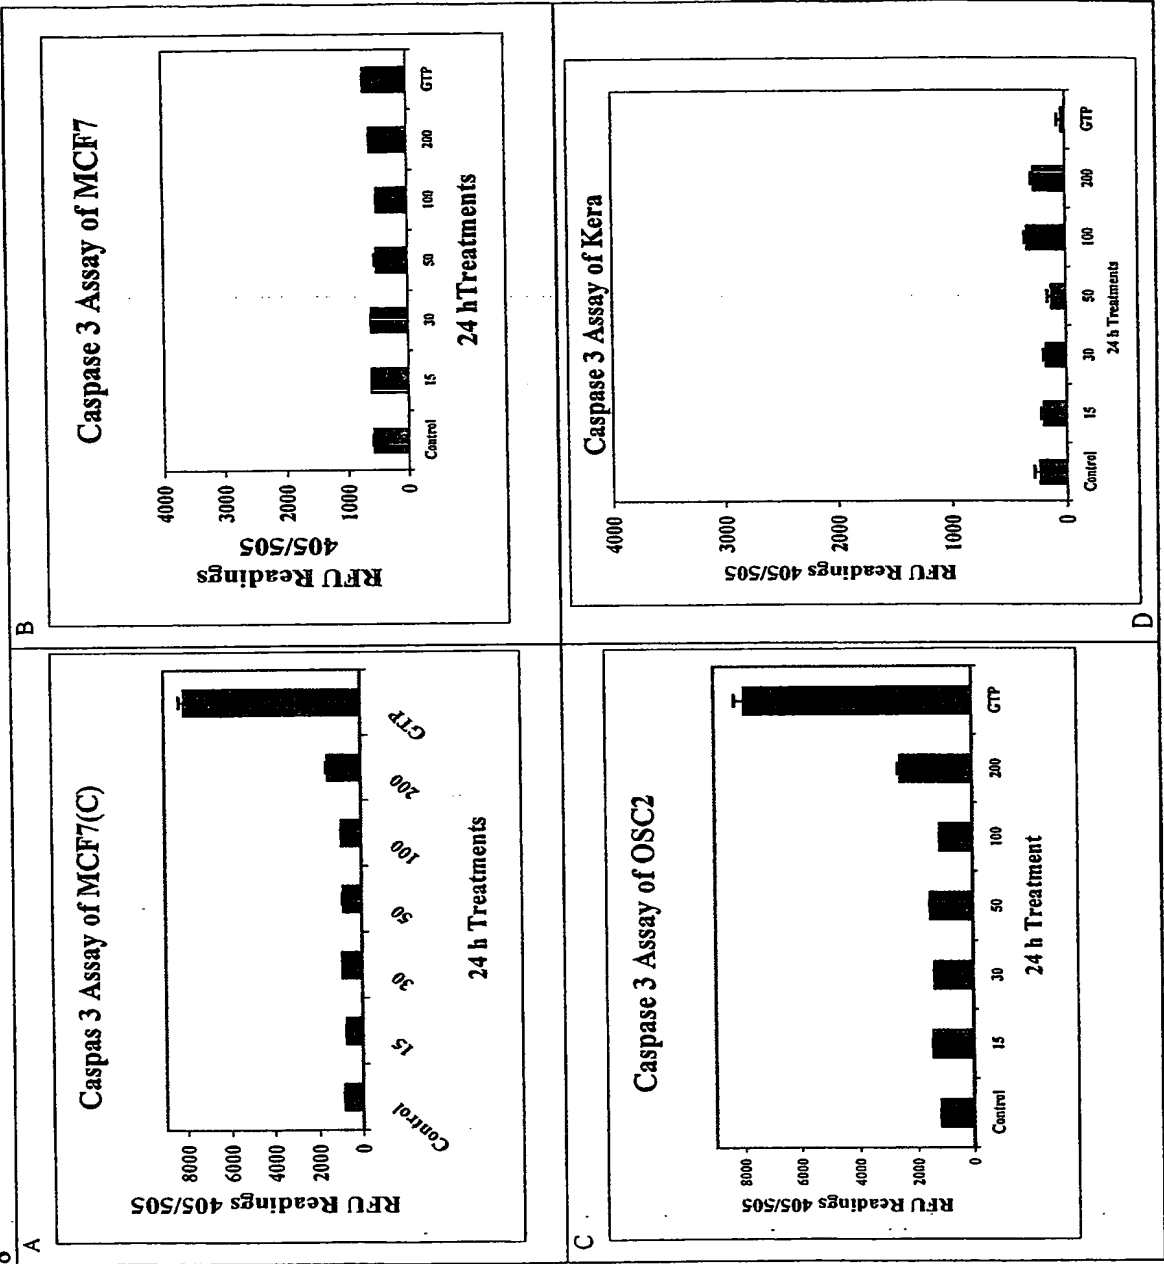 A
Caspas 3 Assay of MCF7(C)
RFU Readings 405/505
8000
6000
4000
2000
0
Control
15
30
50
100
200
GTP
24 h Treatments
B
Caspase 3 Assay of MCF7
RFU Readings
405/505
4000
3000
2000
1000
0
Control
15
30
50
100
200
GTP
24 hTreatments
C
Caspase 3 Assay of OSC2
RFU Readings 405/505
8000
6000
4000
2000
0
Control
15
30
50
100
200
GTP
24 h Treatment
D
Caspase 3 Assay of Kera
RFU Readings 405/505
4000
3000
2000
1000
0
Control
15
30
50
100
200
GTP
24 h Treatments